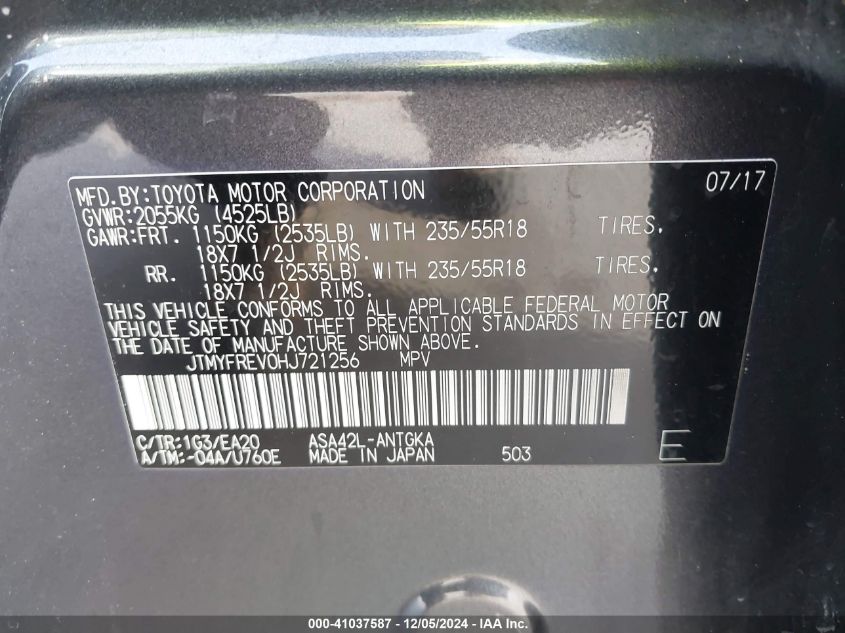 MFD.BY:TOYOTA MOTOR CORPORATION 07/17
GVWR:2055KG (4525LB)
GAWR:FRT. 1150KG (2535LB) WITH 235/55R18 TIRES.
18X7 1/2J RIMS.
RR. 1150KG (2535LB) WITH 235/55R18 TIRES.
18X7 1/2J RIMS.
THIS VEHICLE CONFORMS TO ALL APPLICABLE FEDERAL MOTOR
VEHICLE SAFETY AND THEFT PREVENTION STANDARDS IN EFFECT ON
THE DATE OF MANUFACTURE SHOWN ABOVE.
JTMYFREV0HJ721256 MPV
C/TR:1G3/EA20 ASA42L-ANTGKA
A/TM:-04A/U760E MADE IN JAPAN 503 E
000-41037587 - 12/05/2024 - IAA Inc.